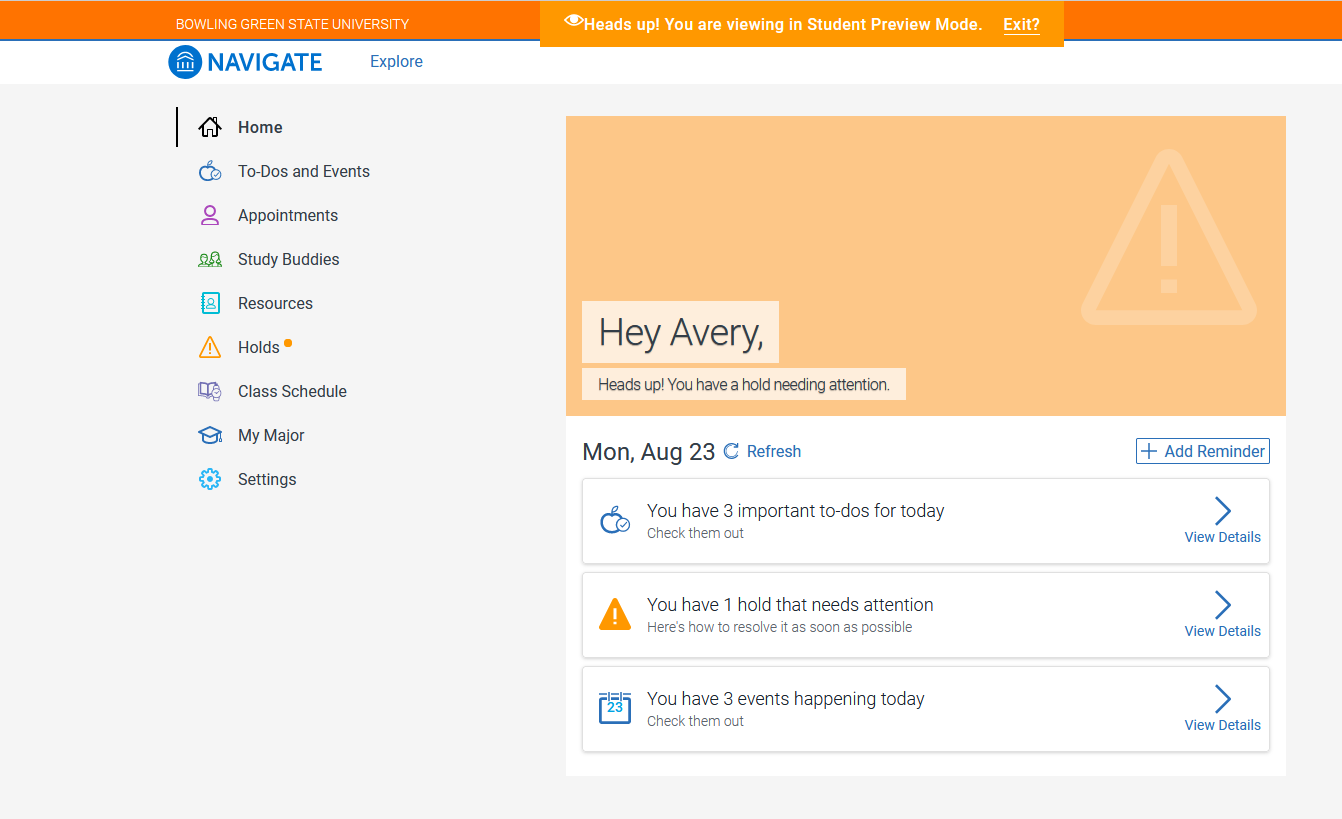 BOWLING GREEN STATE UNIVERSITY
Heads up! You are viewing in Student Preview Mode. Exit?
NAVIGATE
Explore
Home
To-Dos and Events
Appointments
Study Buddies
Resources
Holds
Class Schedule
My Major
Settings
Hey Avery,
Heads up! You have a hold needing attention.
Mon, Aug 23 Refresh
Add Reminder
You have 3 important to-dos for today
Check them out
View Details
You have 1 hold that needs attention
Here's how to resolve it as soon as possible
View Details
23
You have 3 events happening today
Check them out
View Details